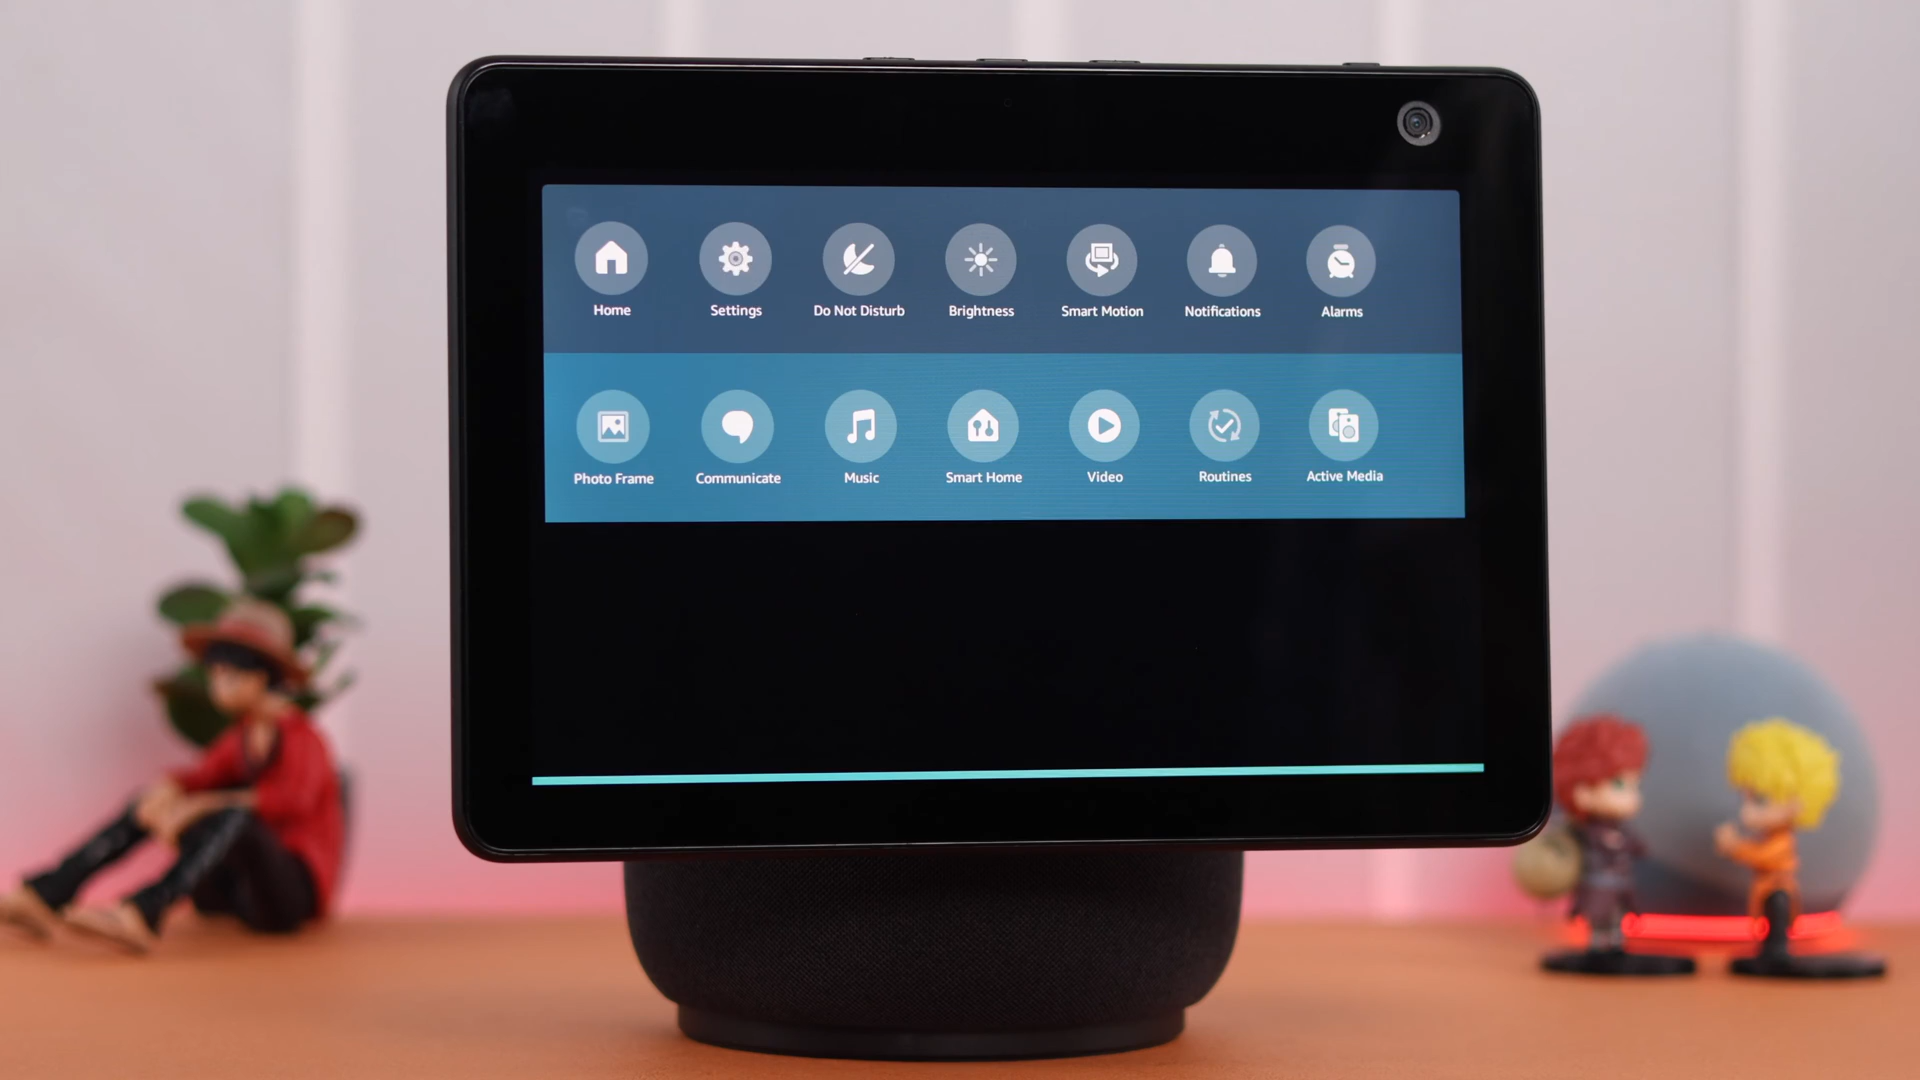 Home Settings Do Not Disturb Brightness Smart Motion Notifications Alarms
Photo Frame Communicate Music Smart Home Video Routines Active Media